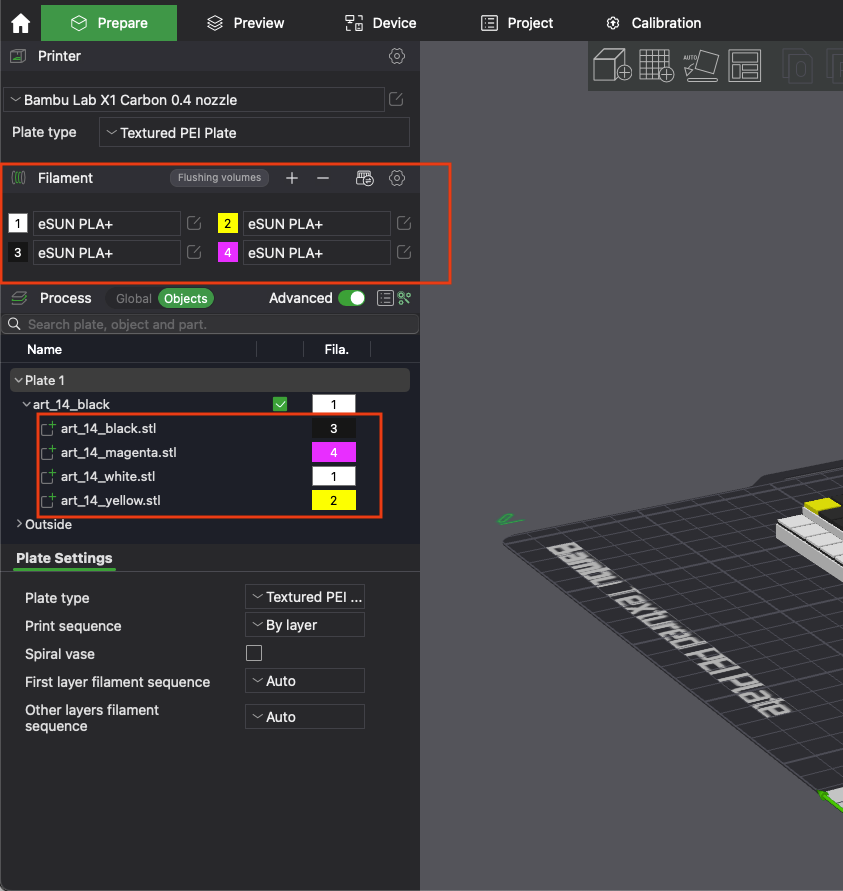 Prepare Preview Device Project Calibration
Printer
Bambu Lab X1 Carbon 0.4 nozzle
Plate type Textured PEI Plate
AUTO
Filament Flushing volumes
1 eSUN PLA+ 2 eSUN PLA+
3 eSUN PLA+ 4 eSUN PLA+
Process Global Objects Advanced
Search plate, object and part.
Name Fila.
Plate 1
art_14_black 1
art_14_black.stl 3
art_14_magenta.stl 4
art_14_white.stl 1
art_14_yellow.stl 2
Outside
Plate Settings
Plate type Textured PEI ...
Print sequence By layer
Spiral vase
First layer filament sequence Auto
Other layers filament Auto
sequence
Bambu Textured PEI Plate